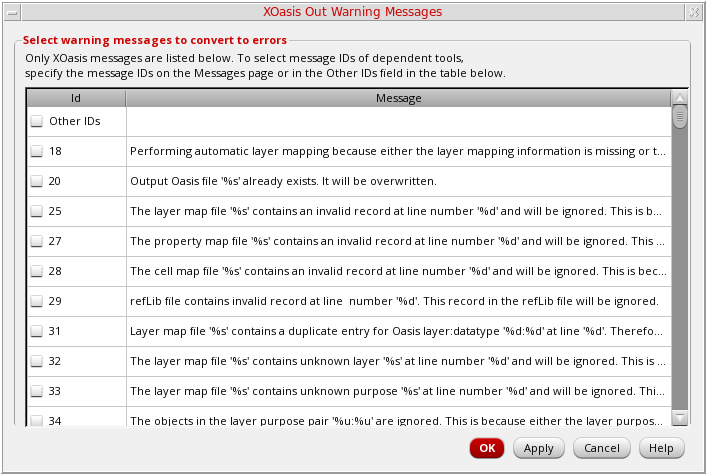 XOasis Out Warning Messages
Select warning messages to convert to errors
Only XOasis messages are listed below. To select message IDs of dependent tools,
specify the message IDs on the Messages page or in the Other IDs field in the table below.
Id Message
Other IDs
18 Performing automatic layer mapping because either the layer mapping information is missing or t...
20 Output Oasis file '%s' already exists. It will be overwritten.
25 The layer map file '%s' contains an invalid record at line number '%d' and will be ignored. This is b...
27 The property map file '%s' contains an invalid record at line number '%d' and will be ignored. This ...
28 The cell map file '%s' contains an invalid record at line number '%d' and will be ignored. This is bec...
29 refLib file contains invalid record at line  number '%d'. This record in the refLib file will be ignored.
31 Layer map file '%s' contains a duplicate entry for Oasis layer:datatype '%d:%d' at line '%d'. Therefo...
32 The layer map file '%s' contains unknown layer '%s' at line number '%d' and will be ignored. This is ...
33 The layer map file '%s' contains unknown purpose '%s' at line number '%d' and will be ignored. Thi...
34 The objects in the layer purpose pair '%u:%u' are ignored. This is because either the layer purpos...
OK Apply Cancel Help